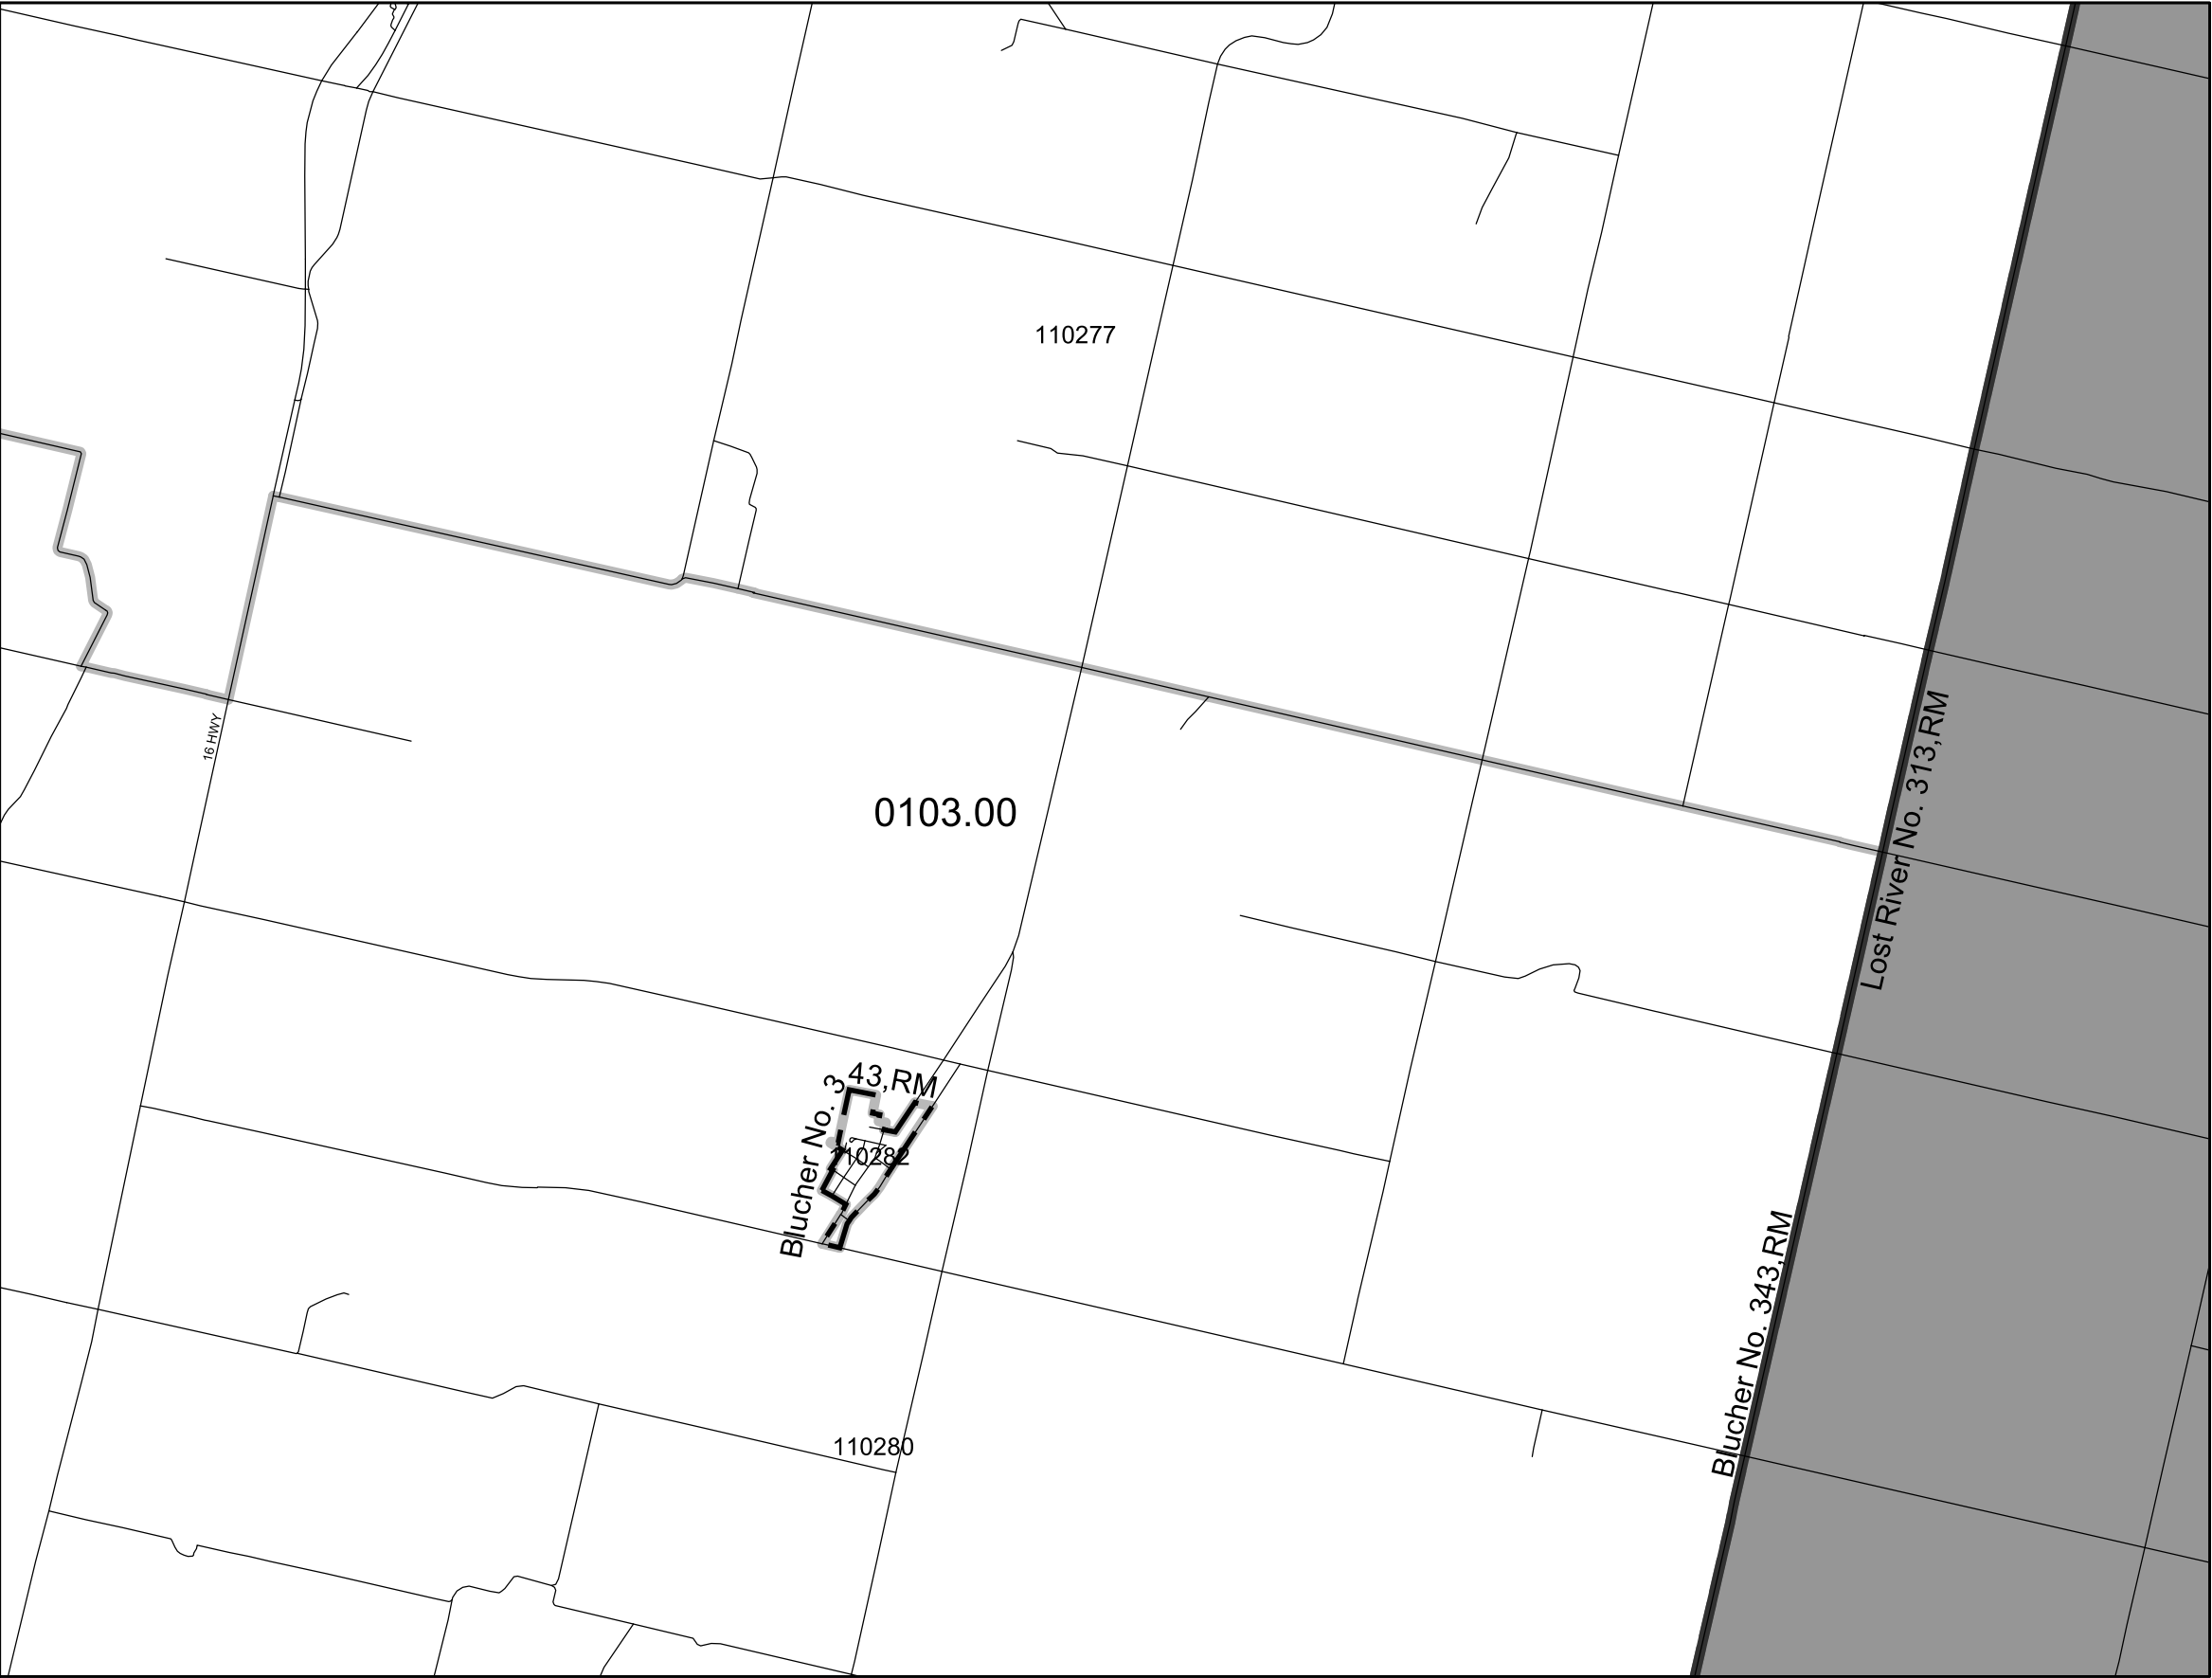 110277
16 HWY
Lost River No. 313,RM
0103.00
Blucher No. 343,RM
110282
Blucher No. 343,RM
110280